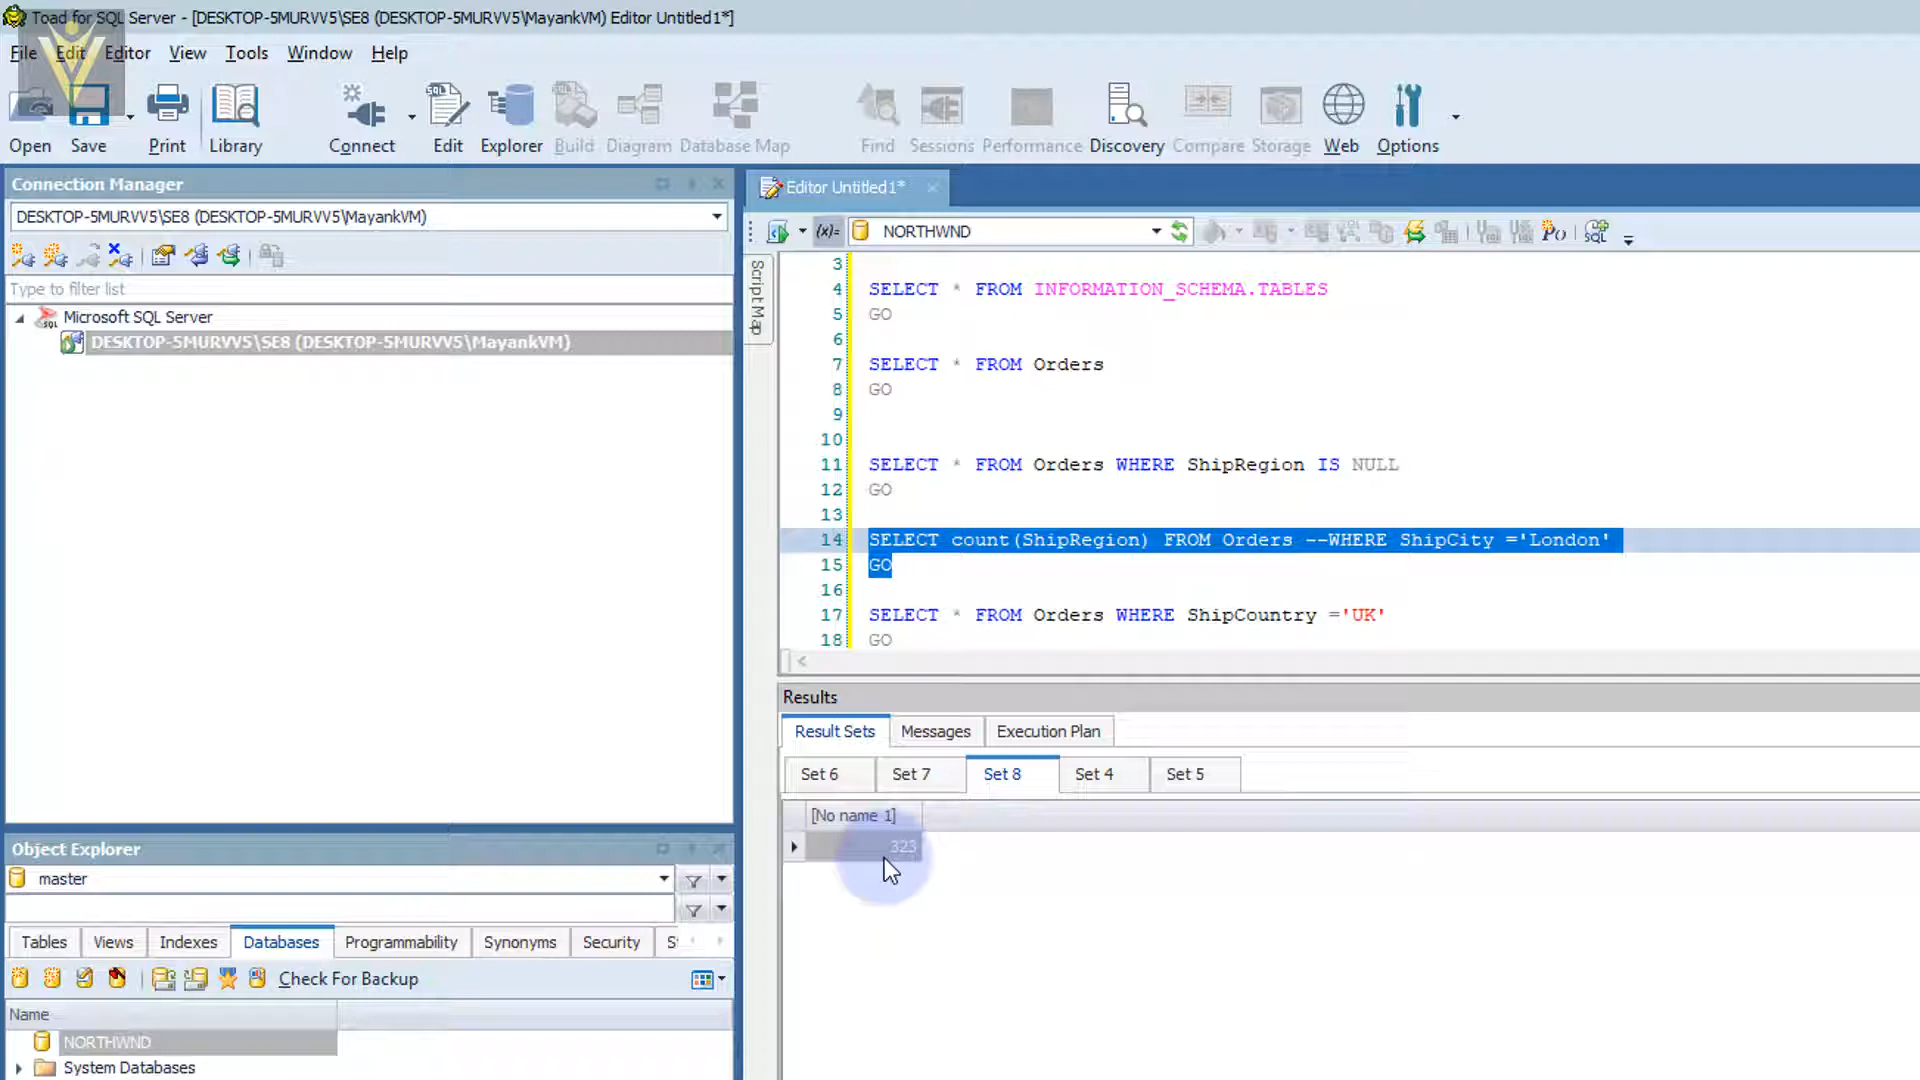 Toad for SQL Server - [DESKTOP-5MURVV5\SE8 (DESKTOP-5MURVV5\MayankVM) Editor Untitled1*]
File Edit Editor View Tools Window Help
Open Save Print Library Connect Edit Explorer Build Diagram Database Map Find Sessions Performance Discovery Compare Storage Web Options
Connection Manager
DESKTOP-5MURVV5\SE8 (DESKTOP-5MURVV5\MayankVM)
Type to filter list
Microsoft SQL Server
DESKTOP-5MURVV5\SE8 (DESKTOP-5MURVV5\MayankVM)
Object Explorer
master
Tables Views Indexes Databases Programmability Synonyms Security
Check For Backup
Name
NORTHWND
System Databases
Editor Untitled1*
(x)= NORTHWND
Script Map
3
4 SELECT * FROM INFORMATION_SCHEMA.TABLES
5 GO
6
7 SELECT * FROM Orders
8 GO
9
10
11 SELECT * FROM Orders WHERE ShipRegion IS NULL
12 GO
13
14 SELECT count(ShipRegion) FROM Orders --WHERE ShipCity ='London'
15 GO
16
17 SELECT * FROM Orders WHERE ShipCountry ='UK'
18 GO
Results
Result Sets Messages Execution Plan
Set 6 Set 7 Set 8 Set 4 Set 5
[No name 1]
323